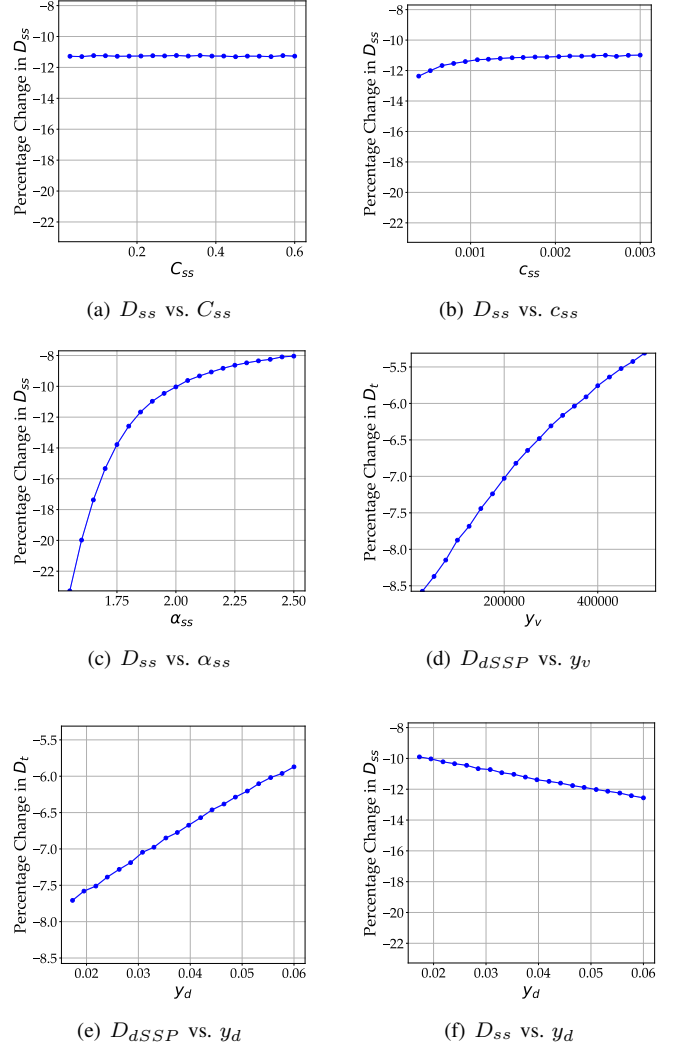 −8
−10
−12
−14
−16
−18
−20
−22
Percentage Change in D_ss
0.2 0.4 0.6
C_ss
(a) D_ss vs. C_ss
−8
−10
−12
−14
−16
−18
−20
−22
Percentage Change in D_ss
0.001 0.002 0.003
c_ss
(b) D_ss vs. c_ss
−8
−10
−12
−14
−16
−18
−20
−22
Percentage Change in D_ss
1.75 2.00 2.25 2.50
α_ss
(c) D_ss vs. α_ss
−5.5
−6.0
−6.5
−7.0
−7.5
−8.0
−8.5
Percentage Change in D_t
200000 400000
y_v
(d) D_dSSP vs. y_v
−5.5
−6.0
−6.5
−7.0
−7.5
−8.0
−8.5
Percentage Change in D_t
0.02 0.03 0.04 0.05 0.06
y_d
(e) D_dSSP vs. y_d
−8
−10
−12
−14
−16
−18
−20
−22
Percentage Change in D_ss
0.02 0.03 0.04 0.05 0.06
y_d
(f) D_ss vs. y_d